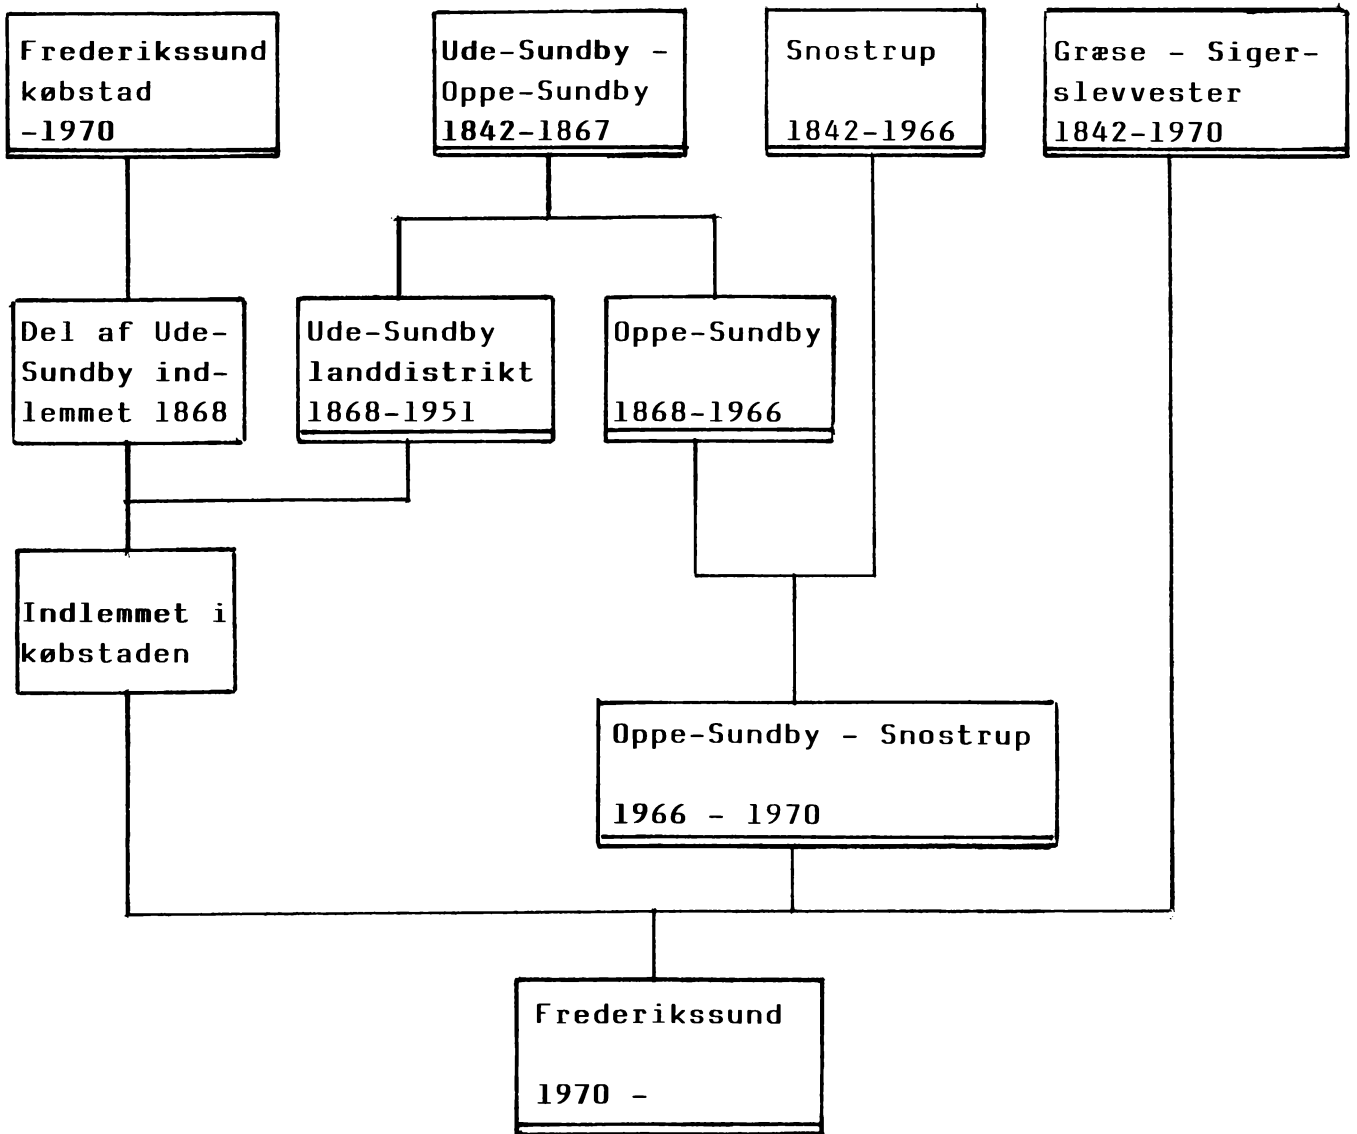 Frederikssund
købstad
-1970
Ude-Sundby -
Oppe-Sundby
1842-1867
Snostrup
1842-1966
Græse - Siger-
slevvester
1842-1970
Del af Ude-
Sundby ind-
lemmet 1868
Ude-Sundby
landdistrikt
1868-1951
Oppe-Sundby
1868-1966
Indlemmet i
købstaden
Oppe-Sundby - Snostrup
1966 - 1970
Frederikssund
1970 -